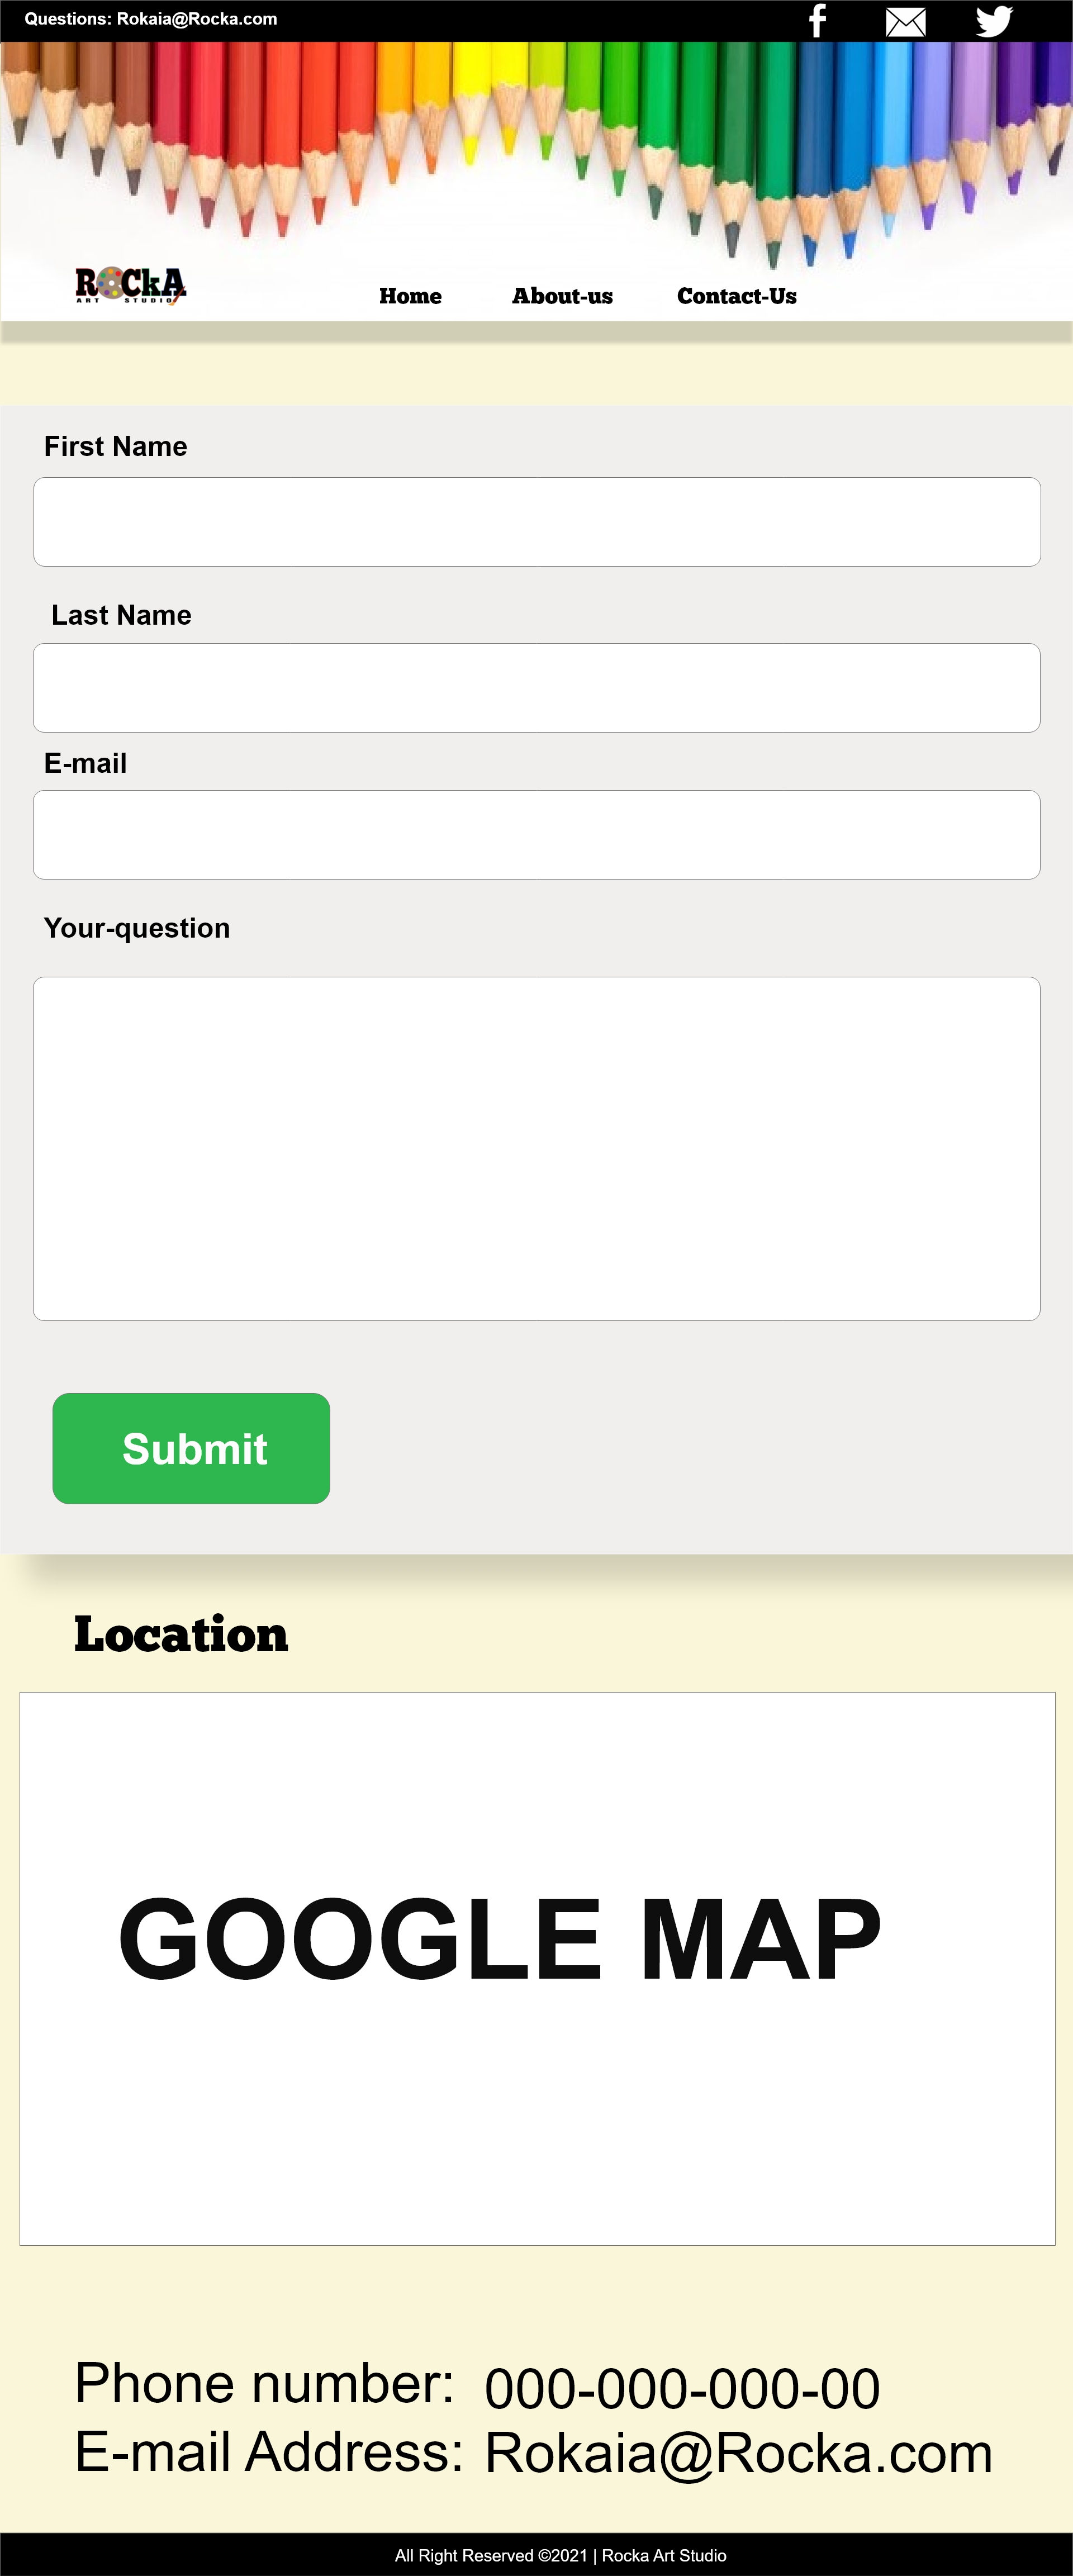 Questions: Rokaia@Rocka.com
ROCkA
ART STUDIO
Home About-us Contact-Us
First Name
Last Name
E-mail
Your-question
Submit
Location
GOOGLE MAP
Phone number: 000-000-000-00
E-mail Address: Rokaia@Rocka.com
All Right Reserved ©2021 | Rocka Art Studio